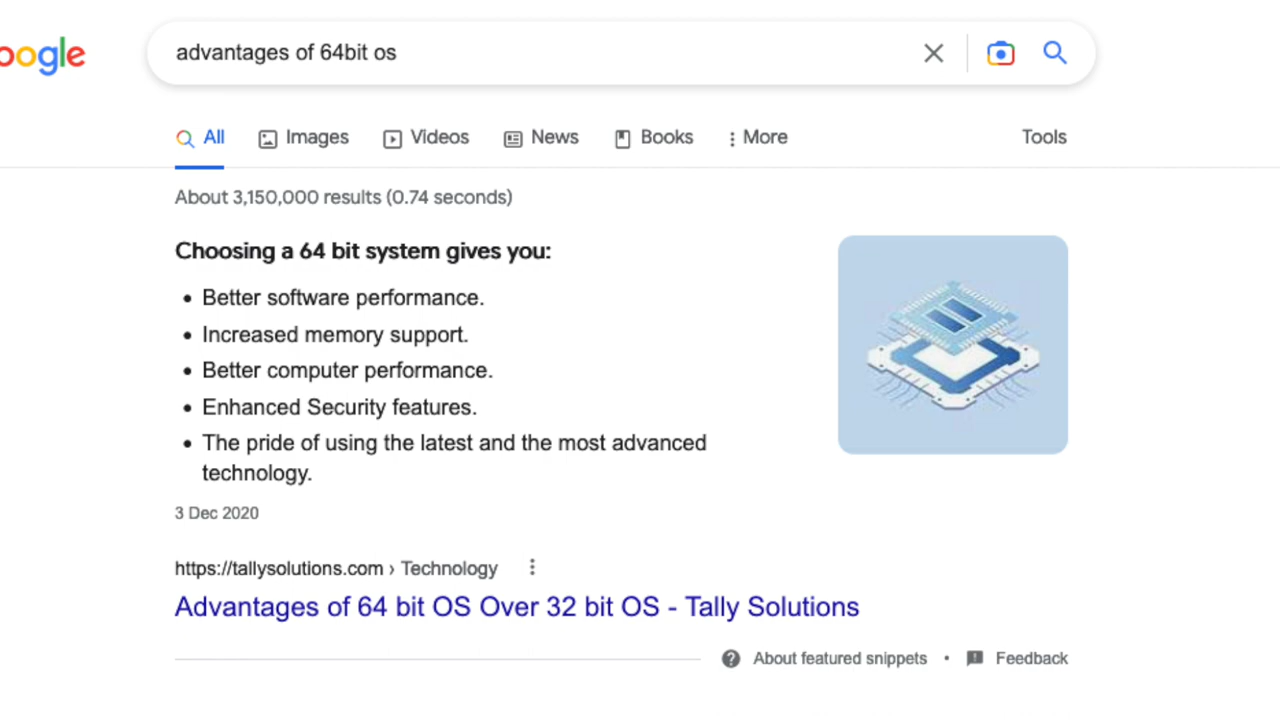 oogle
advantages of 64bit os
All Images Videos News Books More Tools
About 3,150,000 results (0.74 seconds)
Choosing a 64 bit system gives you:
• Better software performance.
• Increased memory support.
• Better computer performance.
• Enhanced Security features.
• The pride of using the latest and the most advanced
technology.
3 Dec 2020
https://tallysolutions.com › Technology
Advantages of 64 bit OS Over 32 bit OS - Tally Solutions
About featured snippets • Feedback